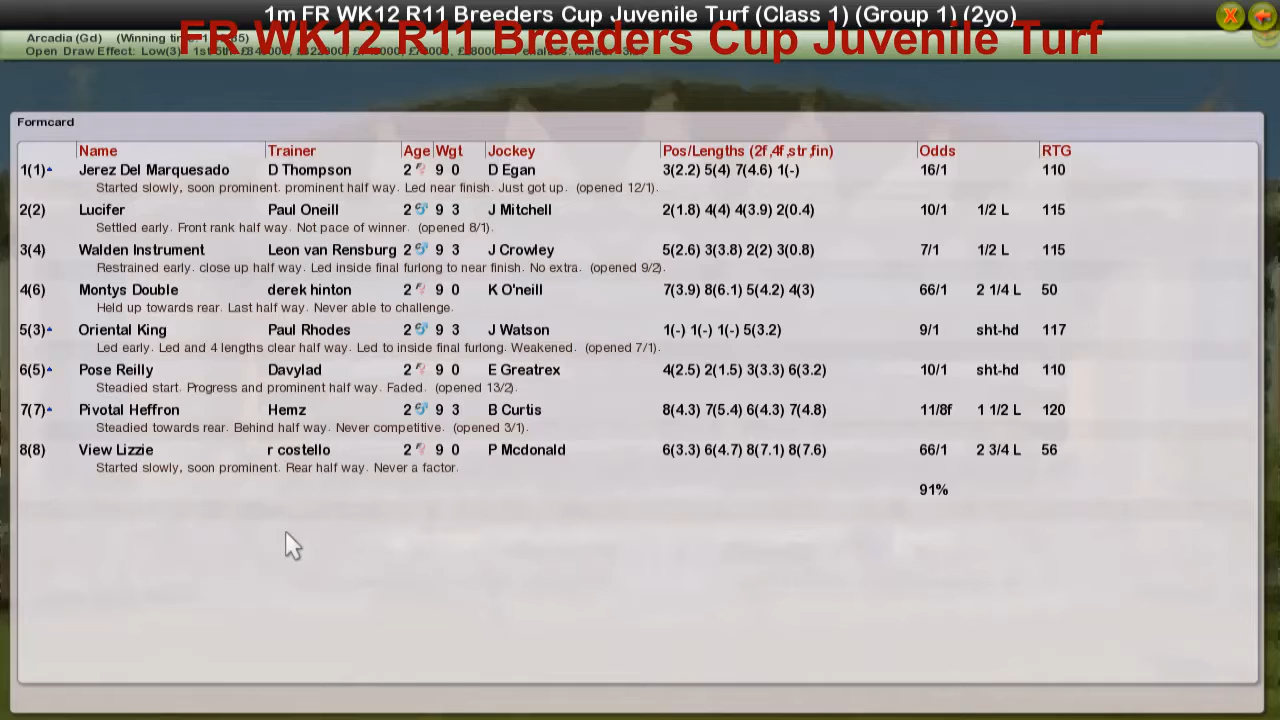 1m FR WK12 R11 Breeders Cup Juvenile Turf (Class 1) (Group 1) (2yo)
FR WK12 R11 Breeders Cup Juvenile Turf
Arcadia (Gd) (Winning
Open Draw Effect: Low(3)
Formcard
Name Trainer Age Wgt Jockey Pos/Lengths (2f,4f,str,fin) Odds RTG
1(1) Jerez Del Marquesado D Thompson 2 9 0 D Egan 3(2.2) 5(4) 7(4.6) 1(-) 16/1 110
Started slowly, soon prominent. prominent half way. Led near finish. Just got up. (opened 12/1).
2(2) Lucifer Paul Oneill 2 9 3 J Mitchell 2(1.8) 4(4) 4(3.9) 2(0.4) 10/1 1/2 L 115
Settled early. Front rank half way. Not pace of winner. (opened 8/1).
3(4) Walden Instrument Leon van Rensburg 2 9 3 J Crowley 5(2.6) 3(3.8) 2(2) 3(0.8) 7/1 1/2 L 115
Restrained early. close up half way. Led inside final furlong to near finish. No extra. (opened 9/2).
4(6) Montys Double derek hinton 2 9 0 K O'neill 7(3.9) 8(6.1) 5(4.2) 4(3) 66/1 2 1/4 L 50
Held up towards rear. Last half way. Never able to challenge.
5(3) Oriental King Paul Rhodes 2 9 3 J Watson 1(-) 1(-) 1(-) 5(3.2) 9/1 sht-hd 117
Led early. Led and 4 lengths clear half way. Led to inside final furlong. Weakened. (opened 7/1).
6(5) Pose Reilly Davylad 2 9 0 E Greatrex 4(2.5) 2(1.5) 3(3.3) 6(3.2) 10/1 sht-hd 110
Steadied start. Progress and prominent half way. Faded. (opened 13/2).
7(7) Pivotal Heffron Hemz 2 9 3 B Curtis 8(4.3) 7(5.4) 6(4.3) 7(4.8) 11/8f 1 1/2 L 120
Steadied towards rear. Behind half way. Never competitive. (opened 3/1).
8(8) View Lizzie r costello 2 9 0 P Mcdonald 6(3.3) 6(4.7) 8(7.1) 8(7.6) 66/1 2 3/4 L 56
Started slowly, soon prominent. Rear half way. Never a factor.
91%